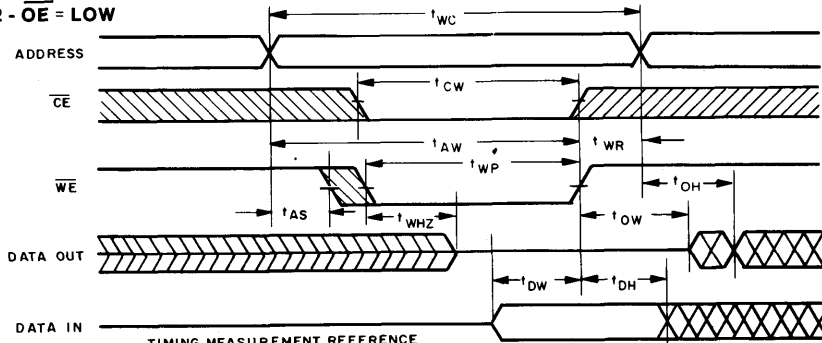 2 - OE = LOW
tWC
ADDRESS
tCW
CE
tAW
tWR
tWP
WE
tOH
tAS
tWHZ
tOW
DATA OUT
tDW
tDH
DATA IN
TIMING MEASUREMENT REFERENCE